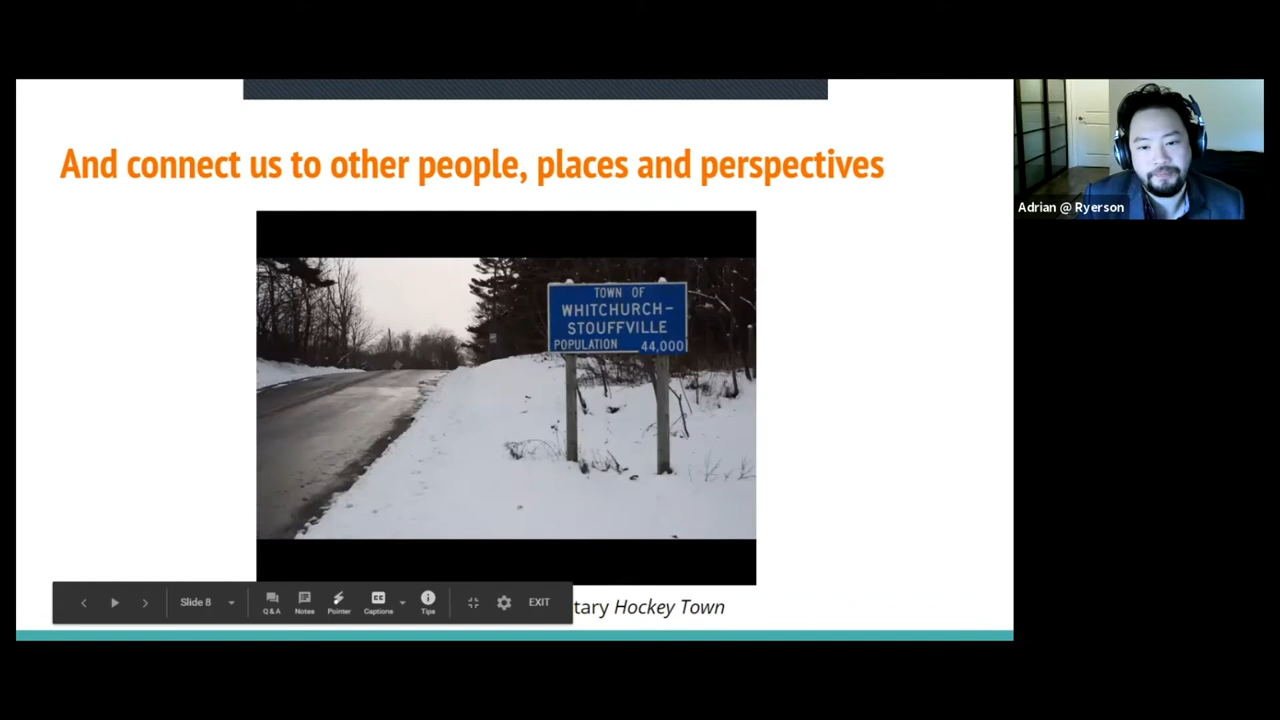 And connect us to other people, places and perspectives
Adrian @ Ryerson
TOWN OF
WHITCHURCH-
STOUFFVILLE
POPULATION 44,000
Slide 8
Q&A
Notes
Pointer
Captions
Tips
EXIT
tary Hockey Town